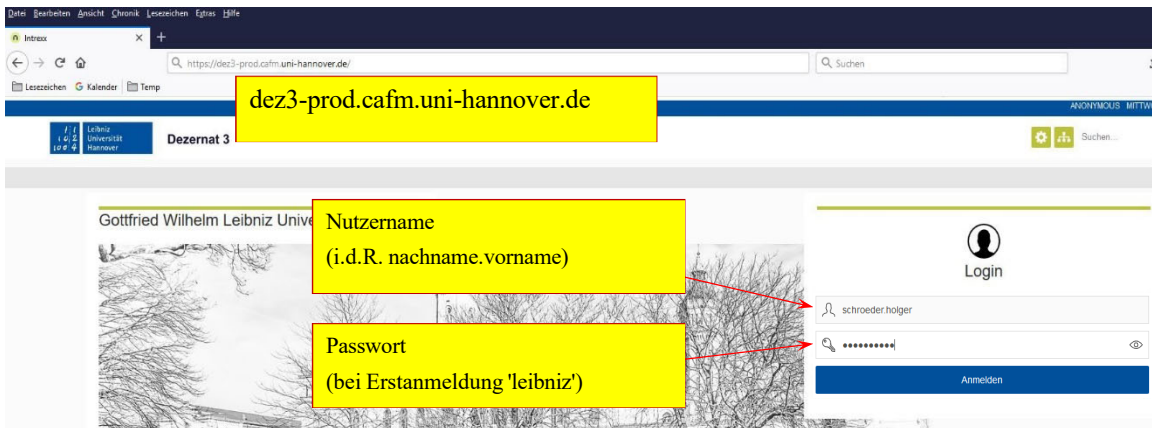 Datei Bearbeiten Ansicht Chronik Lesezeichen Extras Hilfe
Intrexx
https://dez3-prod.cafm.uni-hannover.de/
Suchen
Lesezeichen Kalender Temp
dez3-prod.cafm.uni-hannover.de
ANONYMOUS MITTW
Leibniz
Universität
Hannover
Dezernat 3
Suchen...
Gottfried Wilhelm Leibniz Unive
Nutzername
(i.d.R. nachname.vorname)
Login
schroeder.holger
Passwort
(bei Erstanmeldung 'leibniz')
Anmelden